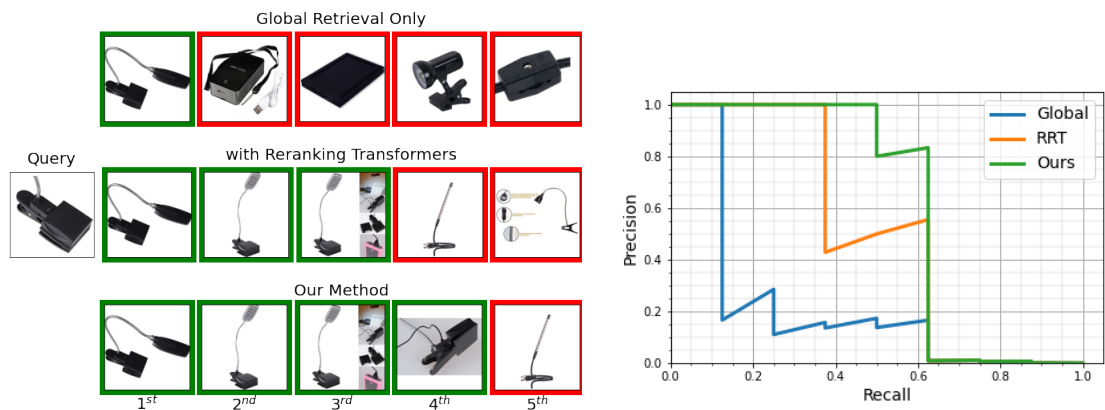 Global Retrieval Only
Query
with Reranking Transformers
Our Method
1st
2nd
3rd
4th
5th
Precision
1.0
0.8
0.6
0.4
0.2
0.0
Global
RRT
Ours
0.0
0.2
0.4
0.6
0.8
1.0
Recall